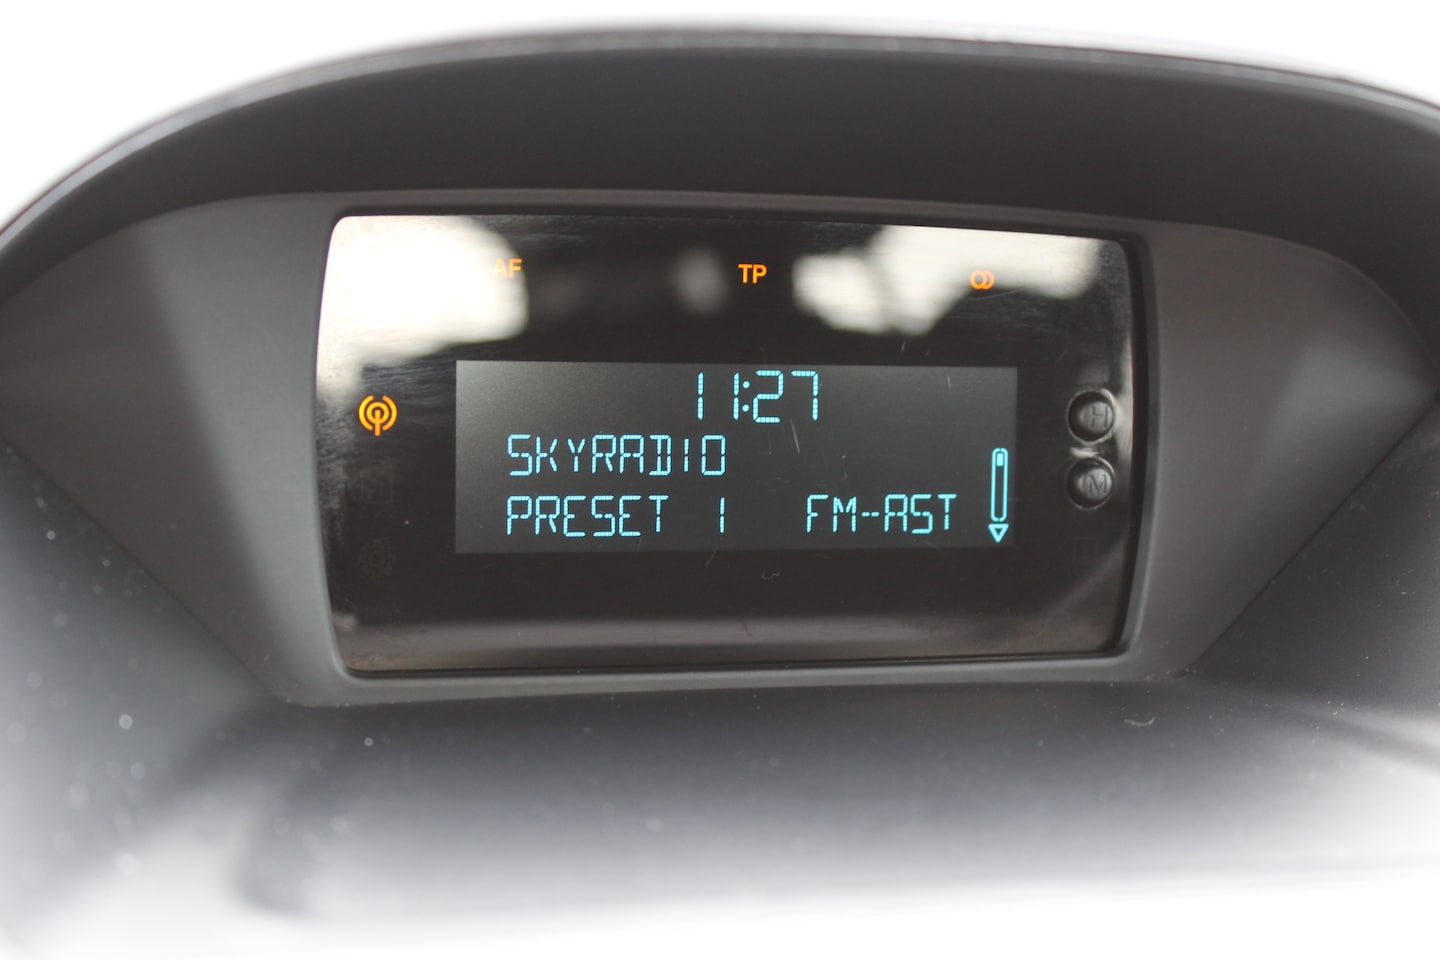 AF TP
11:27
SKYRADIO
PRESET 1 FM-AST
H
M